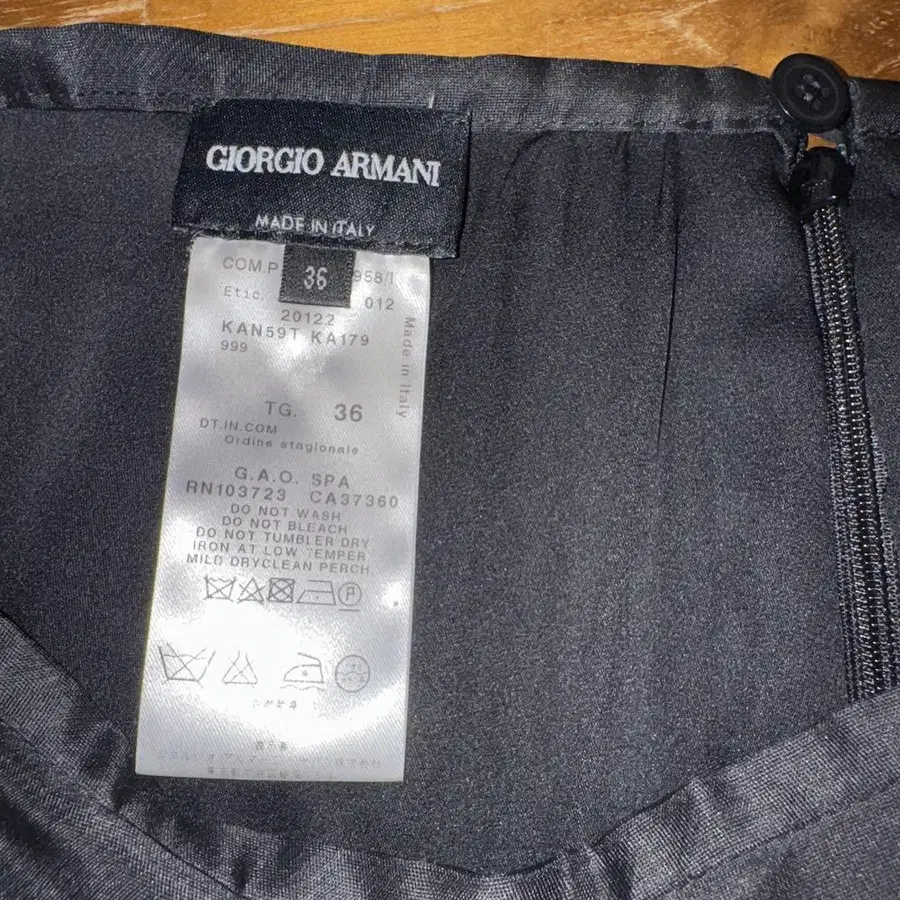 GIORGIO ARMANI
MADE IN ITALY
36
COM.P 958/1
Etic. 012
20122
KAN59T KA179
999
Made in Italy
TG. 36
DT.IN.COM
Ordine stagionale
G.A.O. SPA
RN103723 CA37360
DO NOT WASH
DO NOT BLEACH
DO NOT TUMBLER DRY
IRON AT LOW TEMPER
MILD DRYCLEAN PERCH
P